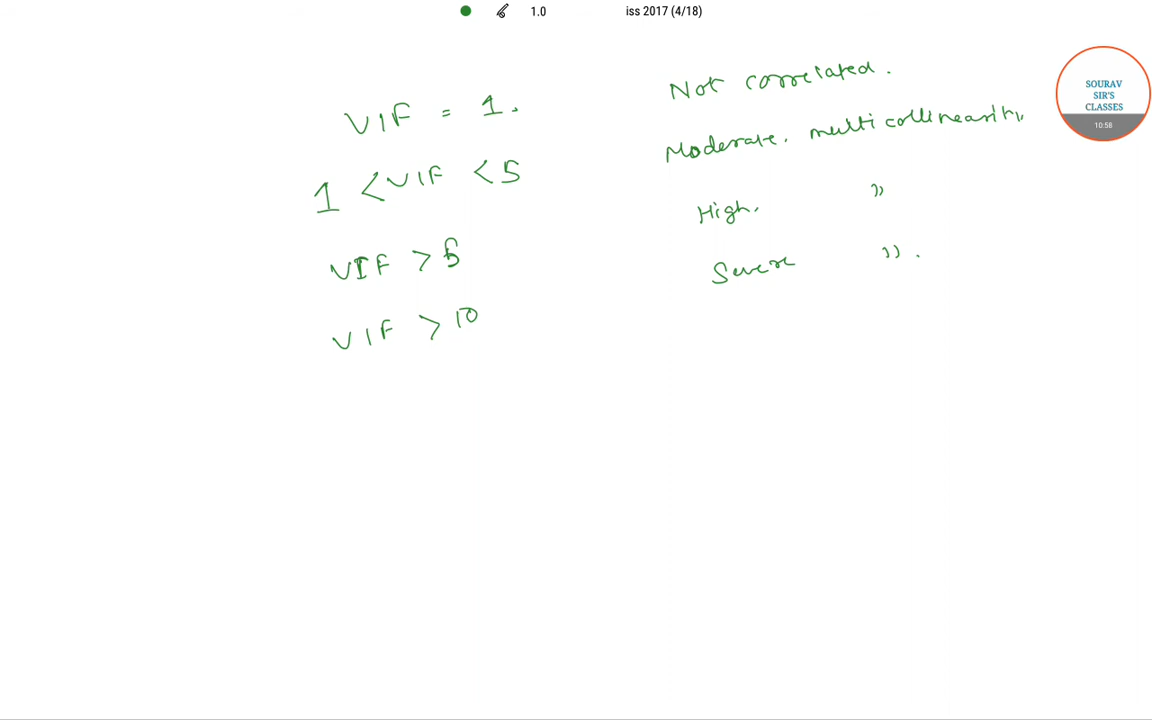 1.0 iss 2017 (4/18)
SOURAV
SIR'S
CLASSES
10:58
VIF = 1. Not correlated.
1 < VIF < 5 Moderate. multicollinearity
VIF > 5 High. "
VIF > 10 Severe ".